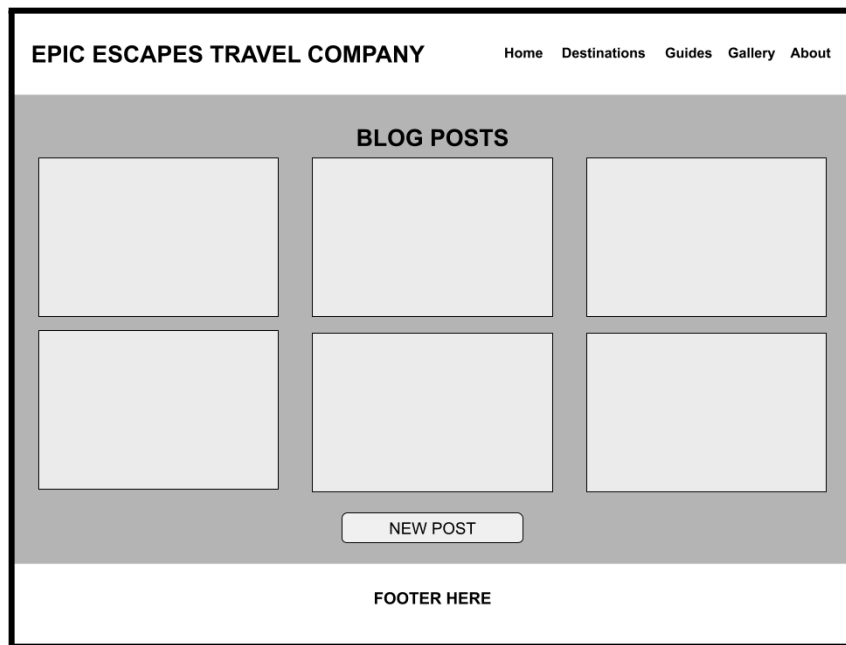 EPIC ESCAPES TRAVEL COMPANY
Home Destinations Guides Gallery About
BLOG POSTS
NEW POST
FOOTER HERE